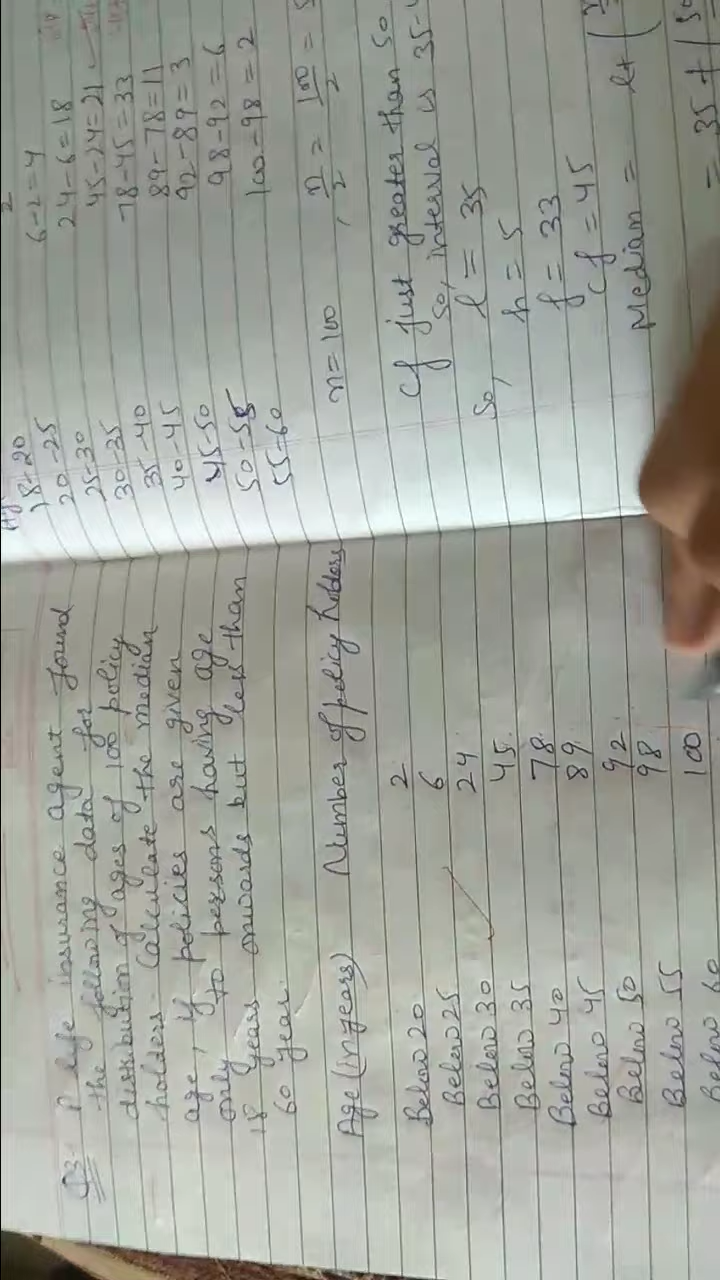 Q3. A life insurance agent found
the following data for
distribution of ages of 100 policy
holders. Calculate the median
age, if policies are given
only to persons having age
18 years onwards but less than
60 year.
Age (in years) Number of policy holders
Below 20 2
Below 25 6
Below 30 24
Below 35 45
Below 40 78
Below 45 89
Below 50 92
Below 55 98
Below 60 100
18-20 2
20-25 6-2=4
25-30 24-6=18
30-35 45-24=21
35-40 78-45=33
40-45 89-78=11
45-50 92-89=3
50-55 98-92=6
55-60 100-98=2
n=100, n/2 = 100/2 =
Cf just greater than 50
So, interval is 35-
So, l = 35
h = 5
f = 33
Cf = 45
Median = l+ (
= 35 + (50